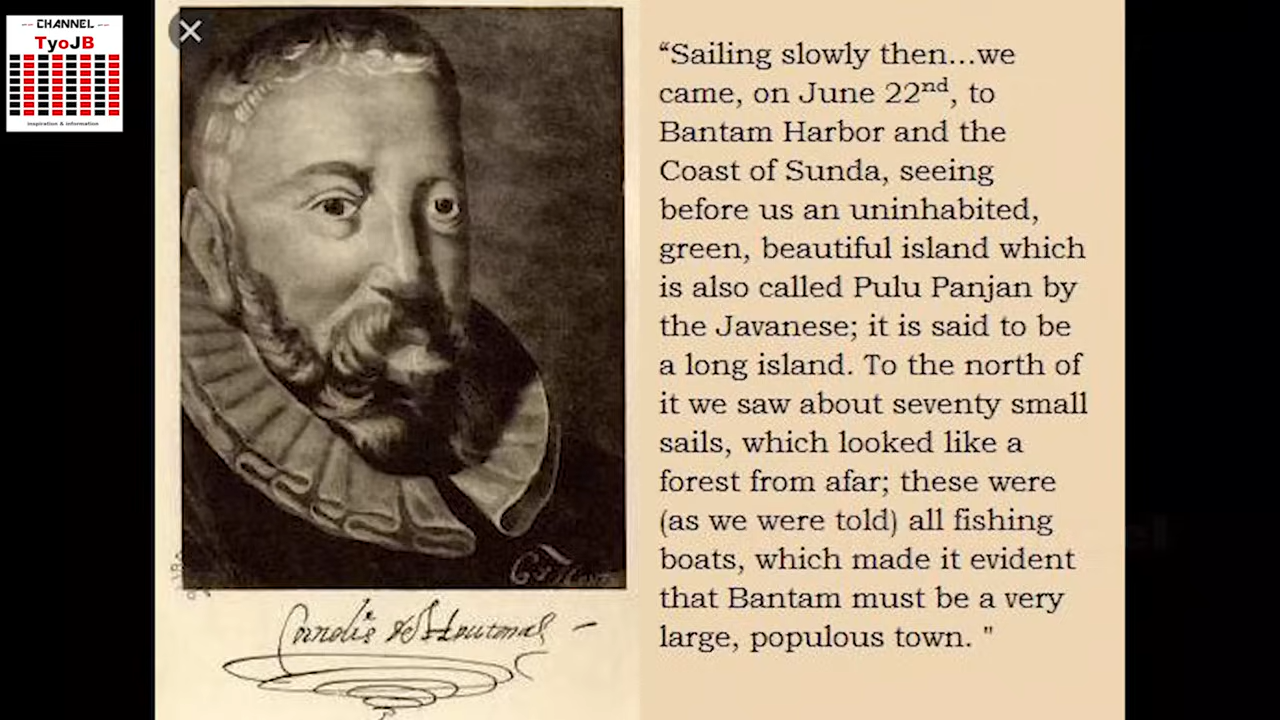 -- CHANNEL --
TyoJB
inspiration & information
“Sailing slowly then...we
came, on June 22nd, to
Bantam Harbor and the
Coast of Sunda, seeing
before us an uninhabited,
green, beautiful island which
is also called Pulu Panjan by
the Javanese; it is said to be
a long island. To the north of
it we saw about seventy small
sails, which looked like a
forest from afar; these were
(as we were told) all fishing
boats, which made it evident
that Bantam must be a very
large, populous town. "
Cornelis de Houtman